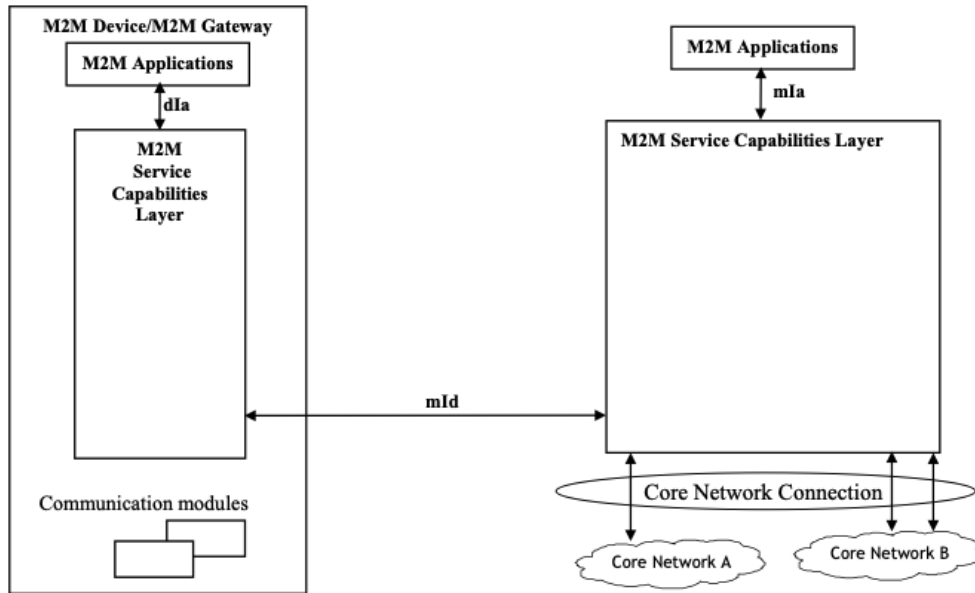 M2M Device/M2M Gateway
M2M Applications
dIa
M2M
Service
Capabilities
Layer
Communication modules
mId
M2M Applications
mIa
M2M Service Capabilities Layer
Core Network Connection
Core Network A
Core Network B